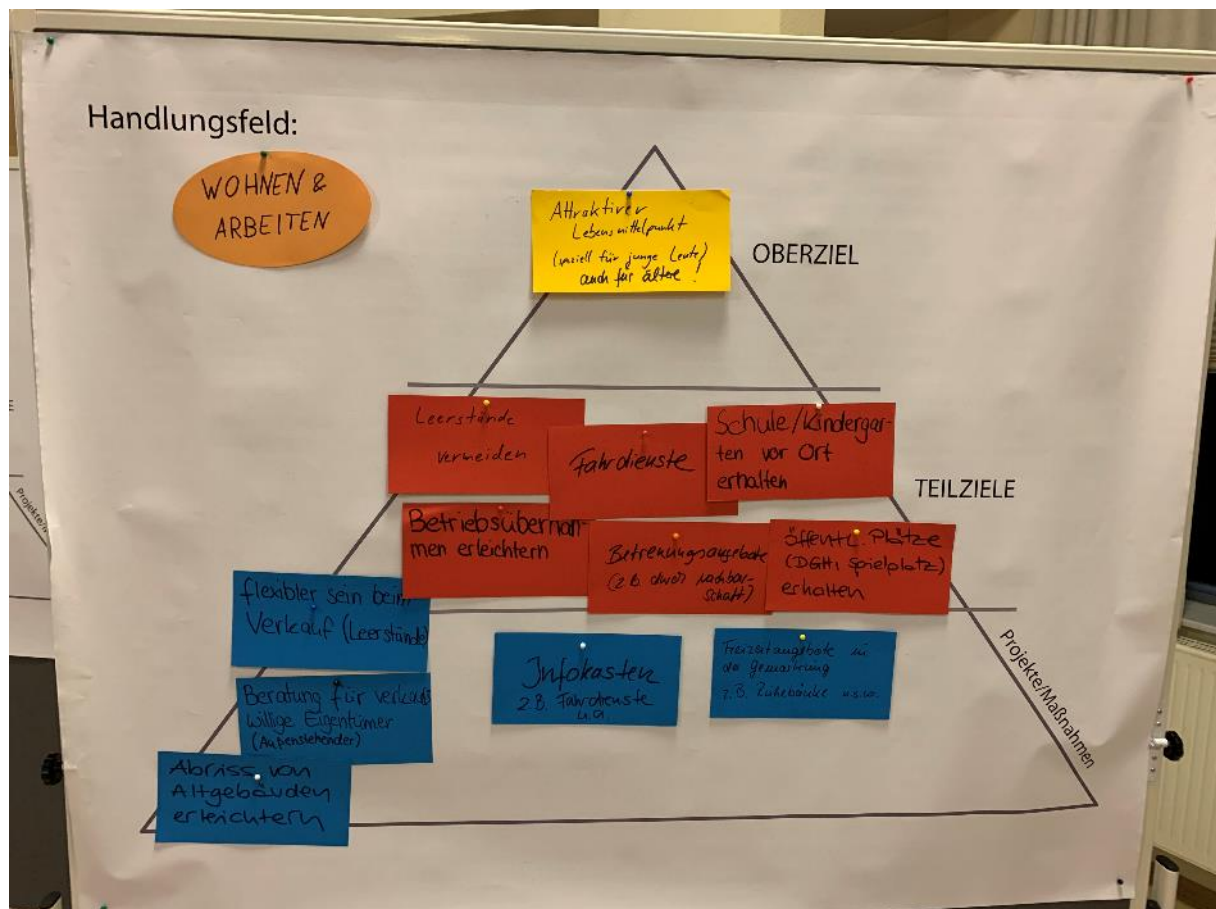 Handlungsfeld:
WOHNEN &
ARBEITEN
Attraktiver
Lebensmittelpunkt
(speziell für junge Leute)
auch für ältere!
OBERZIEL
Leerstände
vermeiden
Fahrdienste
Schule/Kindergar-
ten vor Ort
erhalten
TEILZIELE
Betriebsübernah-
men erleichtern
Betreuungsangebote
(z.B. durch Nachbar-
schaft)
öffentl. Plätze
(DGH, Spielplatz)
erhalten
flexibler sein beim
Verkauf (Leerstände)
Infokasten
z.B. Fahrdienste
u.a.
Freizeitangebote in
der Gemarkung
z.B. Ruhebänke u.s.w.
Projekte/Maßnahmen
Beratung für verkaufs-
willige Eigentümer
(Außenstehender)
Abriss von
Altgebäuden
erleichtern